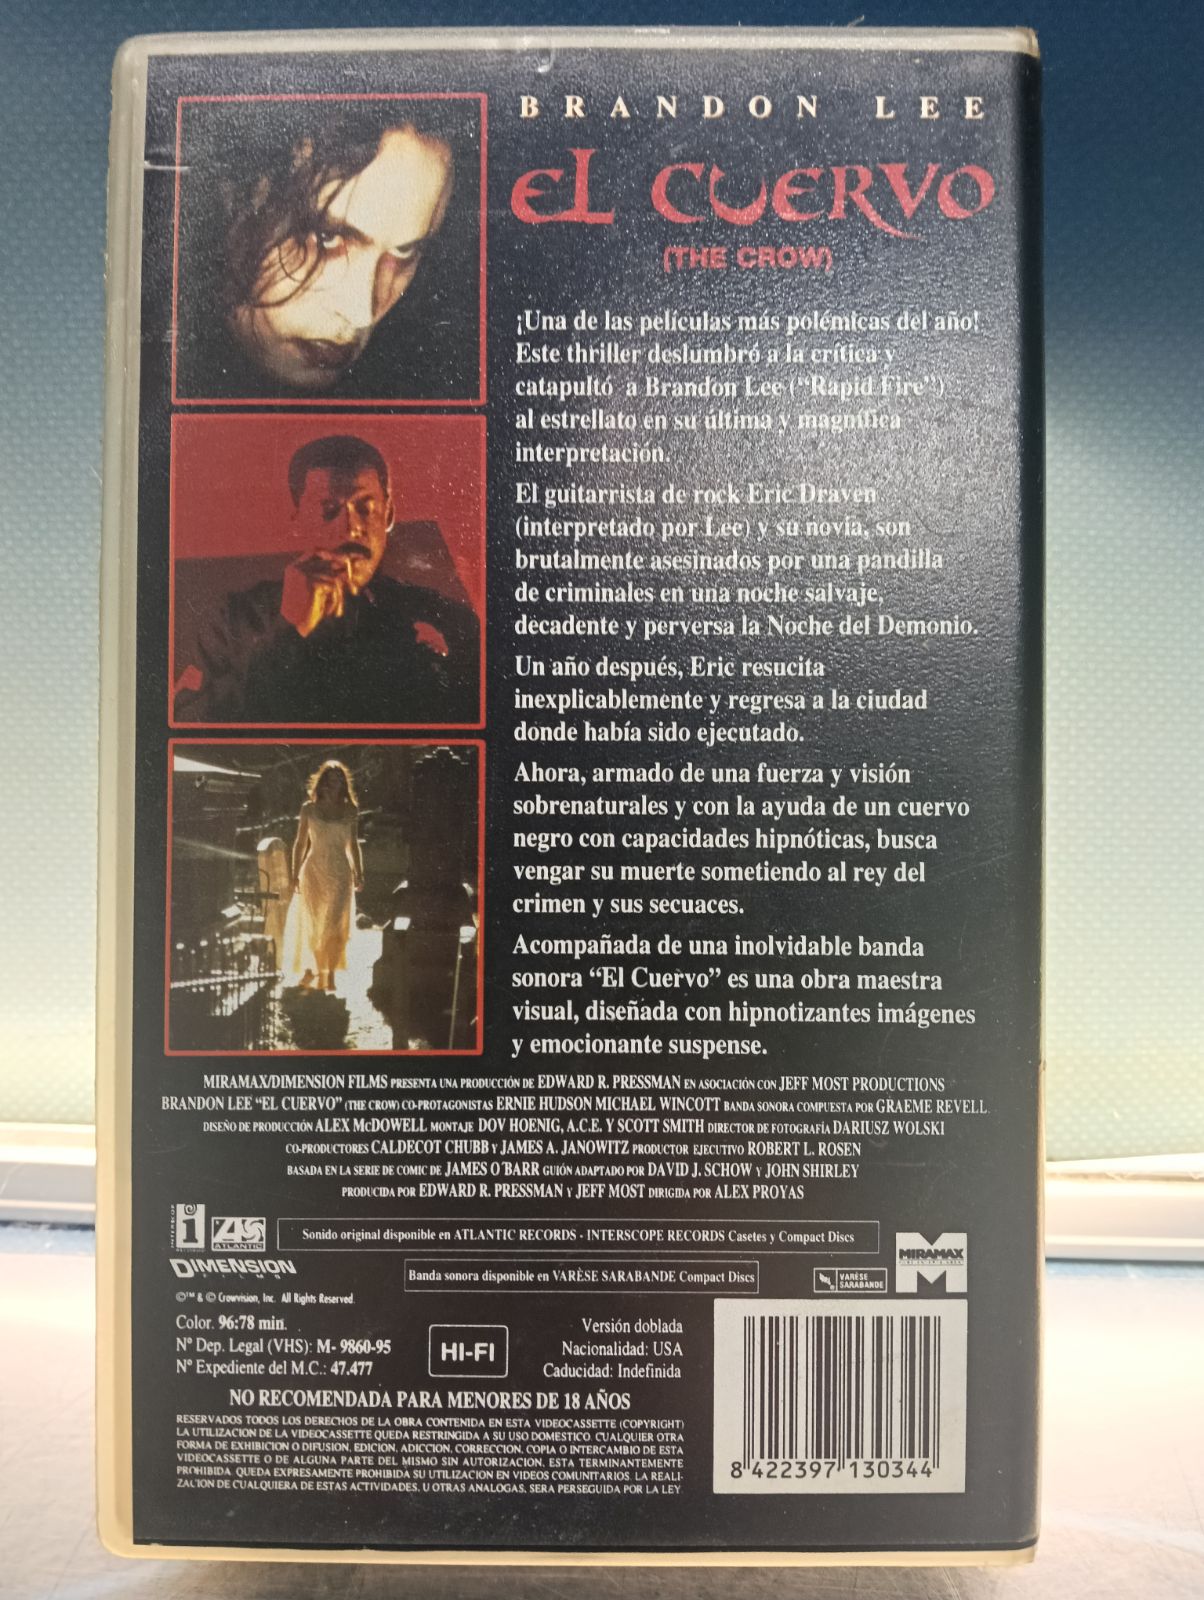 BRANDON LEE
EL CUERVO
(THE CROW)
¡Una de las películas más polémicas del año!
Este thriller deslumbró a la crítica y
catapultó a Brandon Lee ("Rapid Fire")
al estrellato en su última y magnífica
interpretación.
El guitarrista de rock Eric Draven
(interpretado por Lee) y su novia, son
brutalmente asesinados por una pandilla
de criminales en una noche salvaje,
decadente y perversa la Noche del Demonio.
Un año después, Eric resucita
inexplicablemente y regresa a la ciudad
donde había sido ejecutado.
Ahora, armado de una fuerza y visión
sobrenaturales y con la ayuda de un cuervo
negro con capacidades hipnóticas, busca
vengar su muerte sometiendo al rey del
crimen y sus secuaces.
Acompañada de una inolvidable banda
sonora “El Cuervo” es una obra maestra
visual, diseñada con hipnotizantes imágenes
y emocionante suspense.
MIRAMAX/DIMENSION FILMS PRESENTA UNA PRODUCCIÓN DE EDWARD R. PRESSMAN EN ASOCIACIÓN CON JEFF MOST PRODUCTIONS
BRANDON LEE “EL CUERVO” (THE CROW) CO-PROTAGONISTAS ERNIE HUDSON MICHAEL WINCOTT BANDA SONORA COMPUESTA POR GRAEME REVELL
DISEÑO DE PRODUCCIÓN ALEX McDOWELL MONTAJE DOV HOENIG, A.C.E. Y SCOTT SMITH DIRECTOR DE FOTOGRAFÍA DARIUSZ WOLSKI
CO-PRODUCTORES CALDECOT CHUBB Y JAMES A. JANOWITZ PRODUCTOR EJECUTIVO ROBERT L. ROSEN
BASADA EN LA SERIE DE COMIC DE JAMES O'BARR GUIÓN ADAPTADO POR DAVID J. SCHOW Y JOHN SHIRLEY
PRODUCIDA POR EDWARD R. PRESSMAN Y JEFF MOST DIRIGIDA POR ALEX PROYAS
INTERSCOPE
RECORDS
ATLANTIC
Sonido original disponible en ATLANTIC RECORDS - INTERSCOPE RECORDS Casetes y Compact Discs
DIMENSION
FILMS
Banda sonora disponible en VARÈSE SARABANDE Compact Discs
VARÈSE
SARABANDE
MIRAMAX
M
©™ & © Crowvision, Inc. All Rights Reserved.
Color. 96:78 min.
Nº Dep. Legal (VHS): M- 9860-95
Nº Expediente del M.C.: 47.477
HI-FI
Versión doblada
Nacionalidad: USA
Caducidad: Indefinida
NO RECOMENDADA PARA MENORES DE 18 AÑOS
RESERVADOS TODOS LOS DERECHOS DE LA OBRA CONTENIDA EN ESTA VIDEOCASSETTE (COPYRIGHT)
LA UTILIZACION DE LA VIDEOCASSETTE QUEDA RESTRINGIDA A SU USO DOMESTICO. CUALQUIER OTRA
FORMA DE EXHIBICION O DIFUSION, EDICION, ADICCION, CORRECCION, COPIA O INTERCAMBIO DE ESTA
VIDEOCASSETTE O DE ALGUNA PARTE DEL MISMO SIN AUTORIZACION, ESTA TERMINANTEMENTE
PROHIBIDA. QUEDA EXPRESAMENTE PROHIBIDA SU UTILIZACION EN VIDEOS COMUNITARIOS. LA REALI-
ZACION DE CUALQUIERA DE ESTAS ACTIVIDADES, U OTRAS ANALOGAS, SERA PERSEGUIDA POR LA LEY.
8 422397 130344